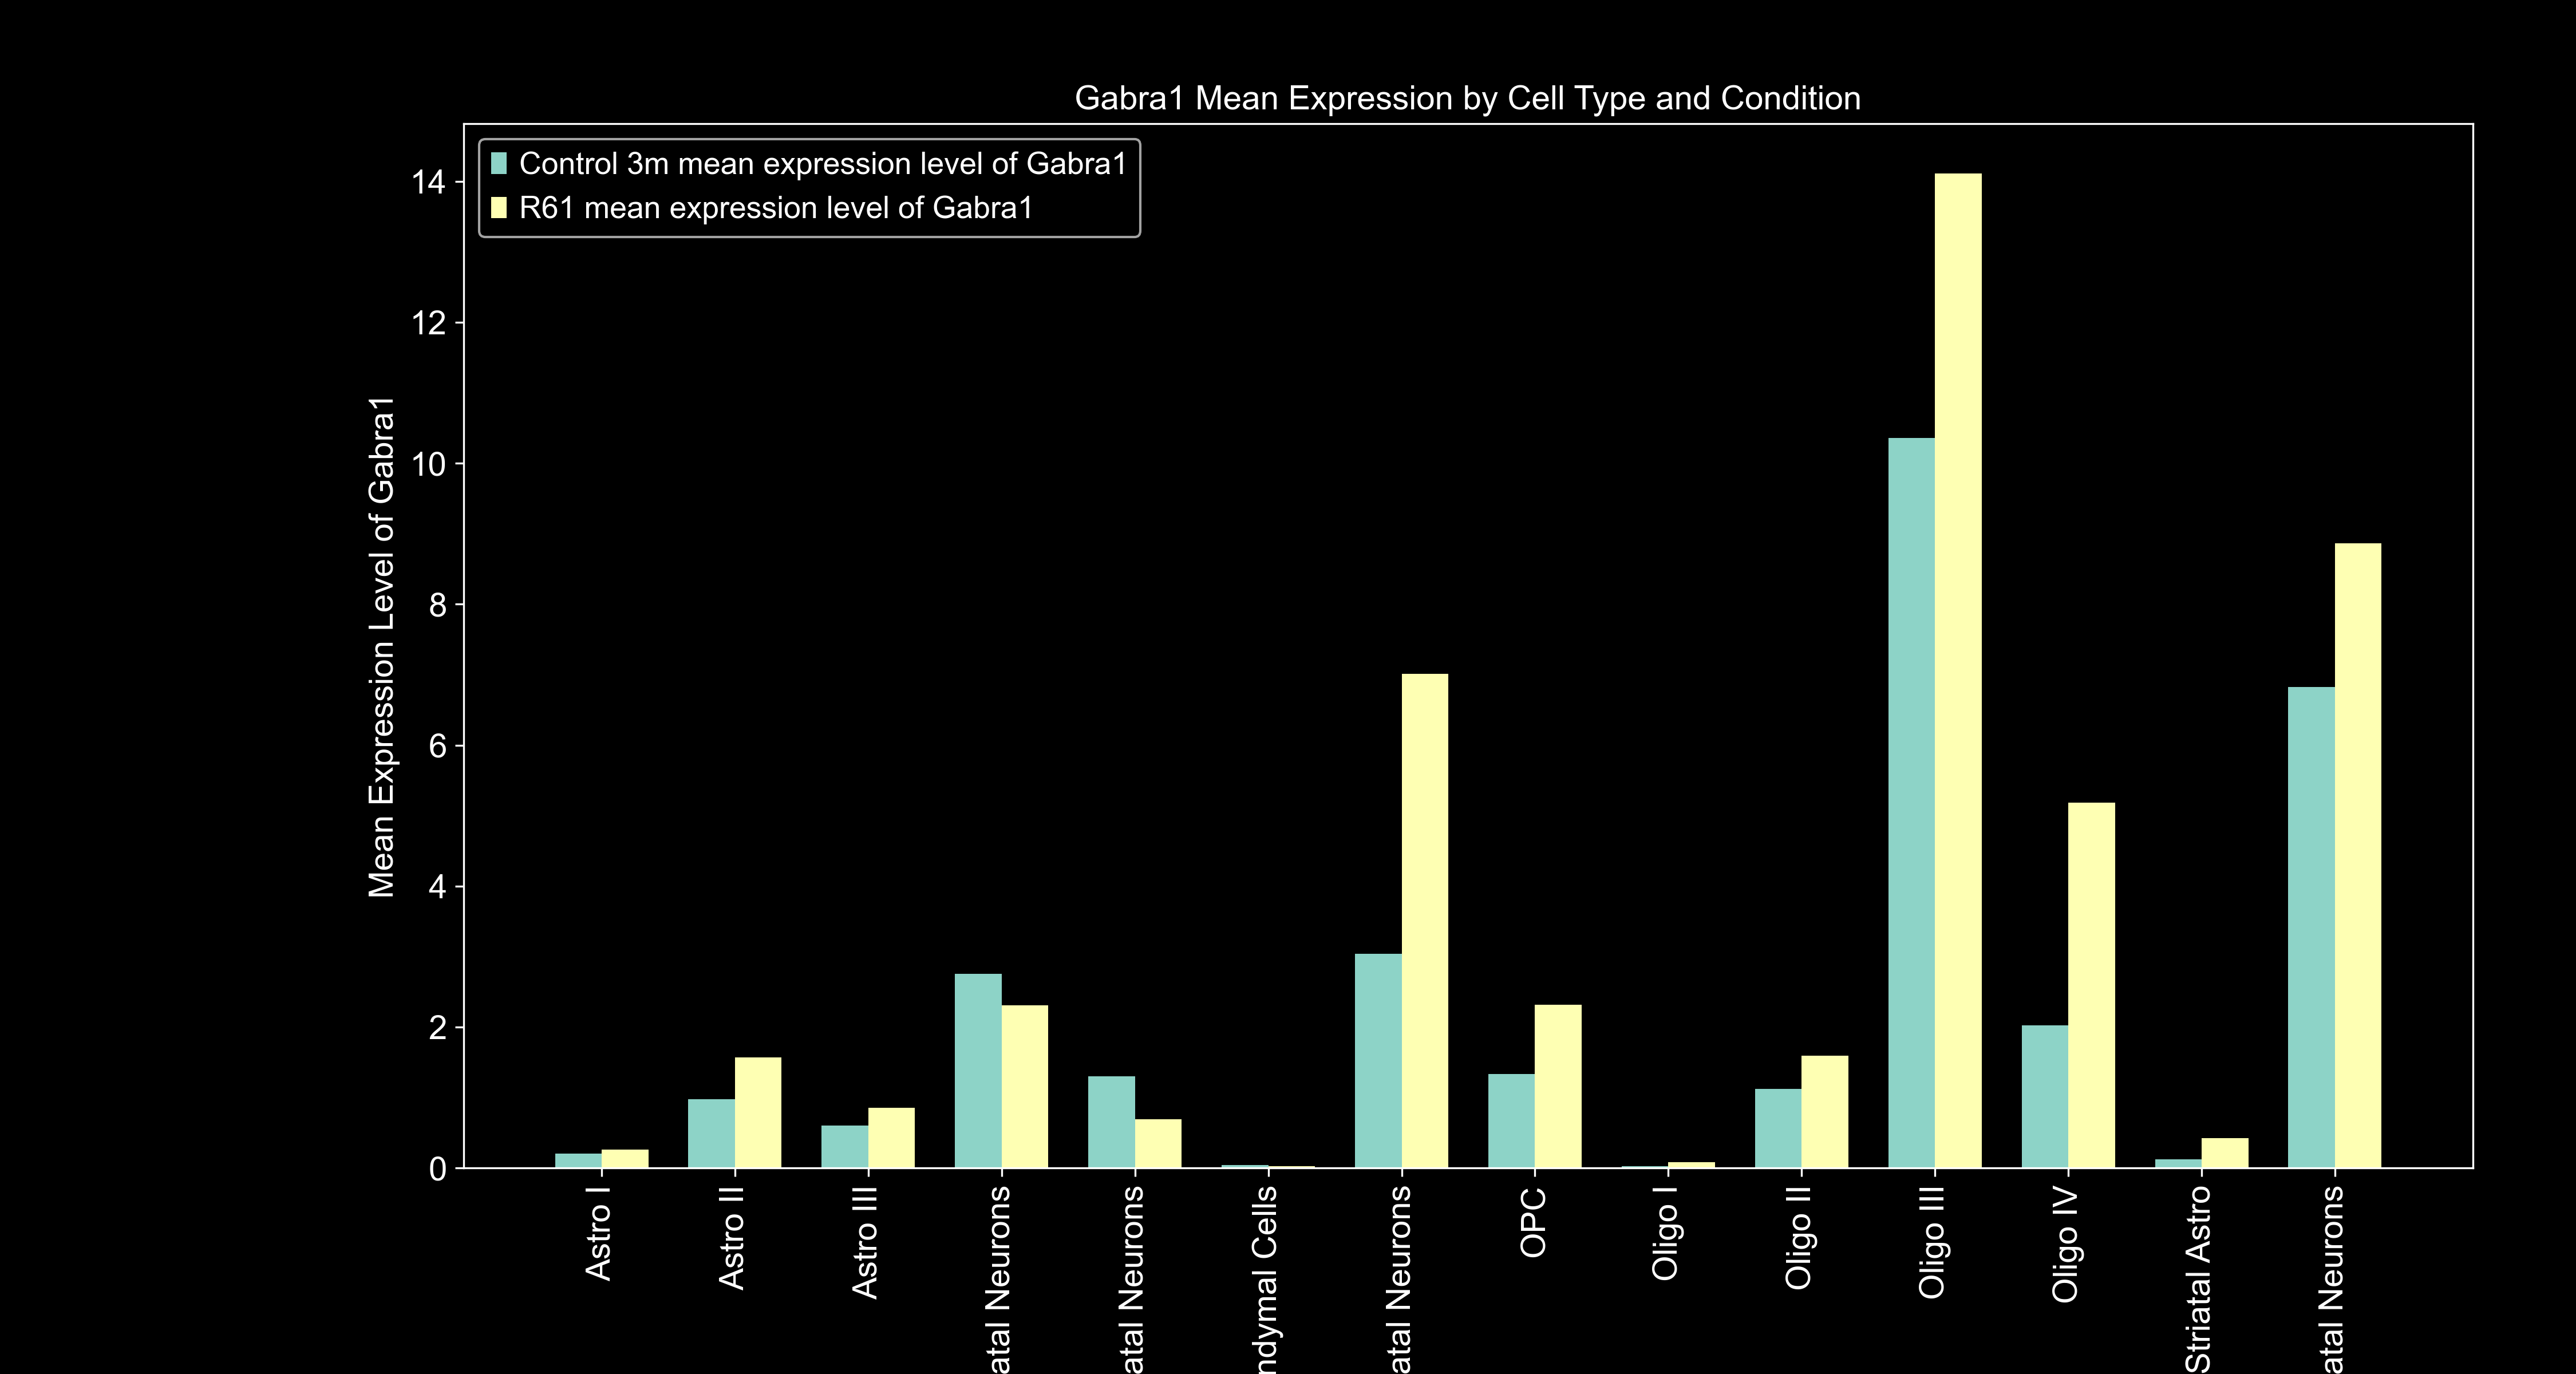 Gabra1 Mean Expression by Cell Type and Condition
Control 3m mean expression level of Gabra1
R61 mean expression level of Gabra1
Mean Expression Level of Gabra1
14
12
10
8
6
4
2
0
Astro I
Astro II
Astro III
atal Neurons
atal Neurons
ndymal Cells
atal Neurons
OPC
Oligo I
Oligo II
Oligo III
Oligo IV
Striatal Astro
atal Neurons